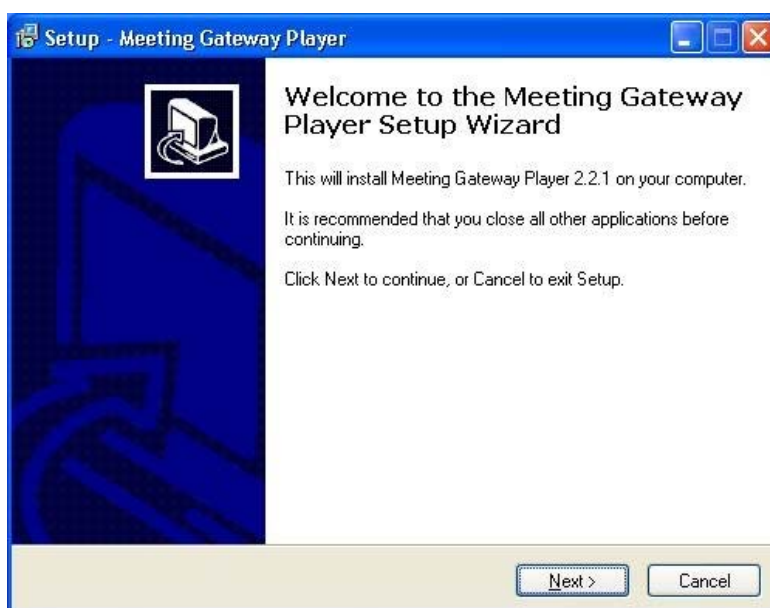 Setup - Meeting Gateway Player
Welcome to the Meeting Gateway
Player Setup Wizard
This will install Meeting Gateway Player 2.2.1 on your computer.
It is recommended that you close all other applications before
continuing.
Click Next to continue, or Cancel to exit Setup.
Next >
Cancel